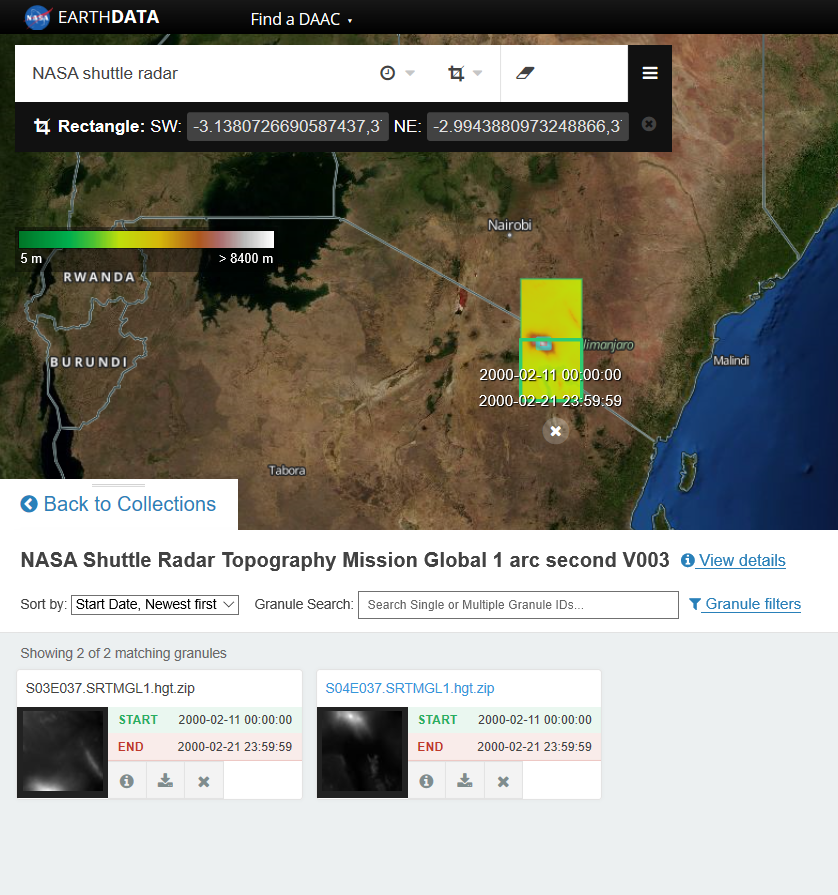 NASA EARTHDATA Find a DAAC
NASA shuttle radar
Rectangle: SW: -3.1380726690587437,3 NE: -2.9943880973248866,3
Nairobi
5 m > 8400 m
RWANDA
limanjaro
BURUNDI
Malindi
2000-02-11 00:00:00
2000-02-21 23:59:59
Tabora
Back to Collections
NASA Shuttle Radar Topography Mission Global 1 arc second V003 View details
Sort by: Start Date, Newest first Granule Search: Search Single or Multiple Granule IDs... Granule filters
Showing 2 of 2 matching granules
S03E037.SRTMGL1.hgt.zip
START 2000-02-11 00:00:00
END 2000-02-21 23:59:59
S04E037.SRTMGL1.hgt.zip
START 2000-02-11 00:00:00
END 2000-02-21 23:59:59